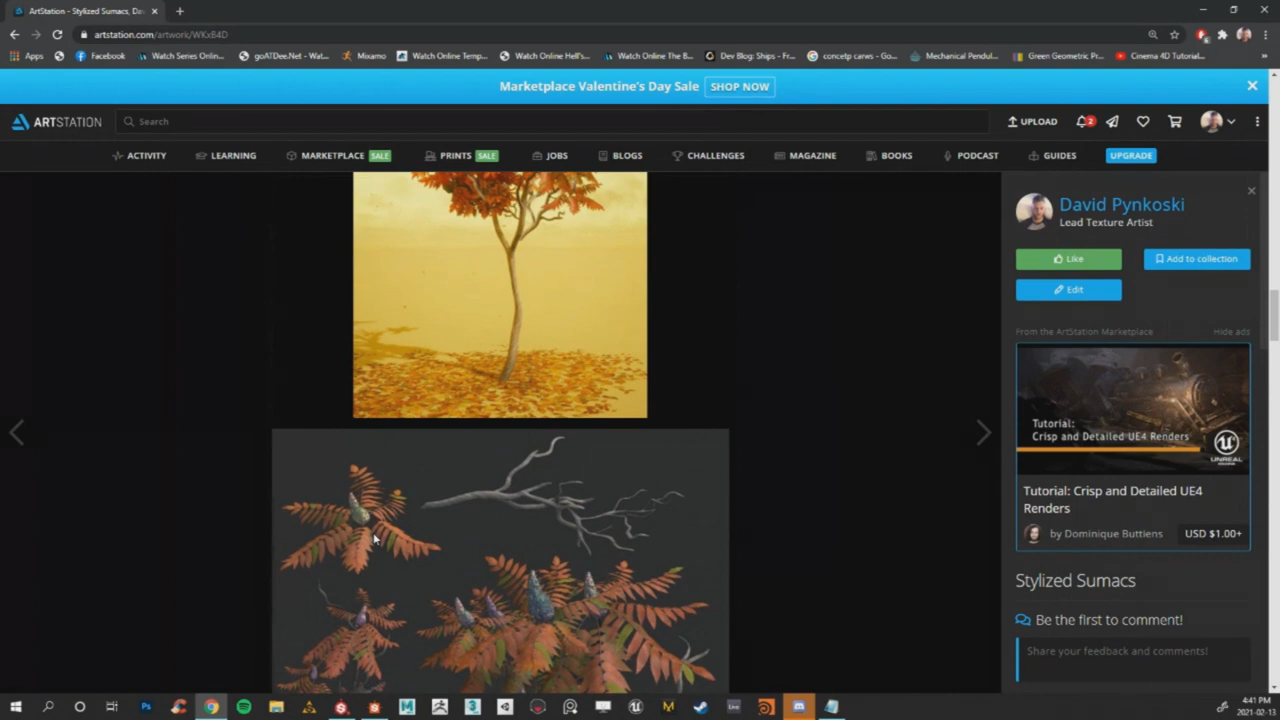 ArtStation - Stylized Sumacs, Da
artstation.com/artwork/WKxB4D
Apps Facebook Watch Series Onlin... goATDee.Net - Wat... Mixamo Watch Online Temp... Watch Online Hell's... Watch Online The B... Dev Blog: Ships - Fr... concetp canes - Go... Mechanical Pendul... Green Geometric Pr... Cinema 4D Tutorial... »
Marketplace Valentine's Day Sale SHOP NOW
ARTSTATION Search UPLOAD 2
ACTIVITY LEARNING MARKETPLACE SALE PRINTS SALE JOBS BLOGS CHALLENGES MAGAZINE BOOKS PODCAST GUIDES UPGRADE
David Pynkoski
Lead Texture Artist
Like Add to collection
Edit
From the ArtStation Marketplace Hide ads
Tutorial:
Crisp and Detailed UE4 Renders
UNREAL
Tutorial: Crisp and Detailed UE4
Renders
by Dominique Buttiens USD $1.00+
Stylized Sumacs
Be the first to comment!
Share your feedback and comments!
Ps Live
4:41 PM
2021-02-13